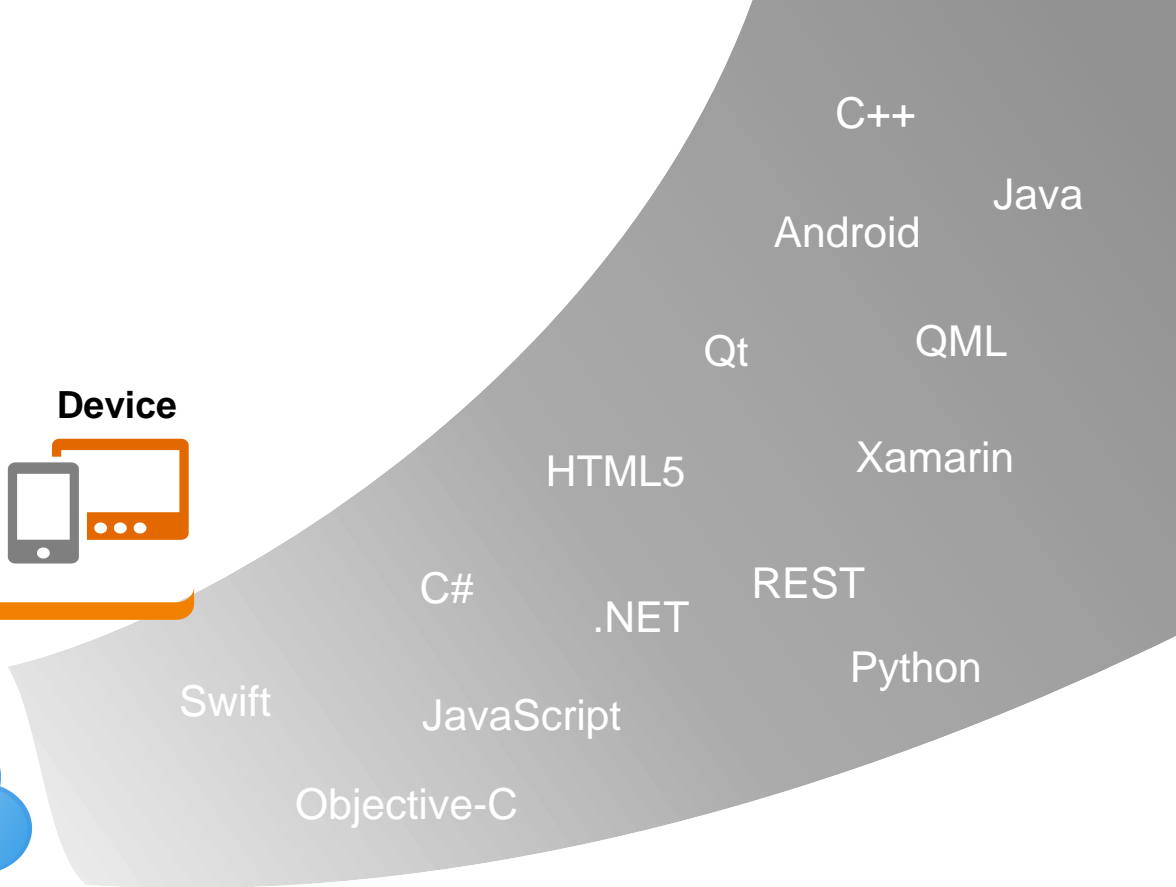 C++
Java
Android
Qt
QML
Device
HTML5
Xamarin
C#
.NET
REST
Python
Swift
JavaScript
Objective-C